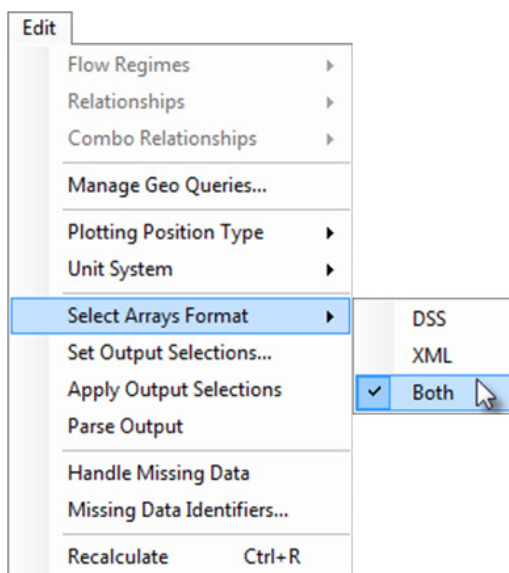 Edit
Flow Regimes
Relationships
Combo Relationships
Manage Geo Queries...
Plotting Position Type
Unit System
Select Arrays Format
DSS
Set Output Selections...
XML
Apply Output Selections
Both
Parse Output
Handle Missing Data
Missing Data Identifiers...
Recalculate Ctrl+R